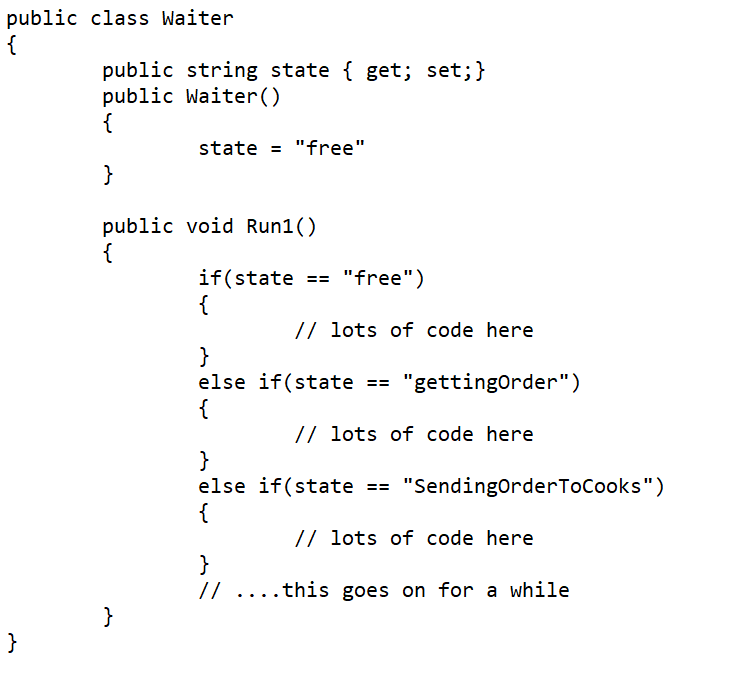 public class Waiter
{
public string state { get; set;}
public Waiter()
{
state = "free"
}
public void Run1()
{
if(state == "free")
{
// lots of code here
}
else if(state == "gettingOrder")
{
// lots of code here
}
else if(state == "SendingOrderToCooks")
{
// lots of code here
}
// ....this goes on for a while
}
}